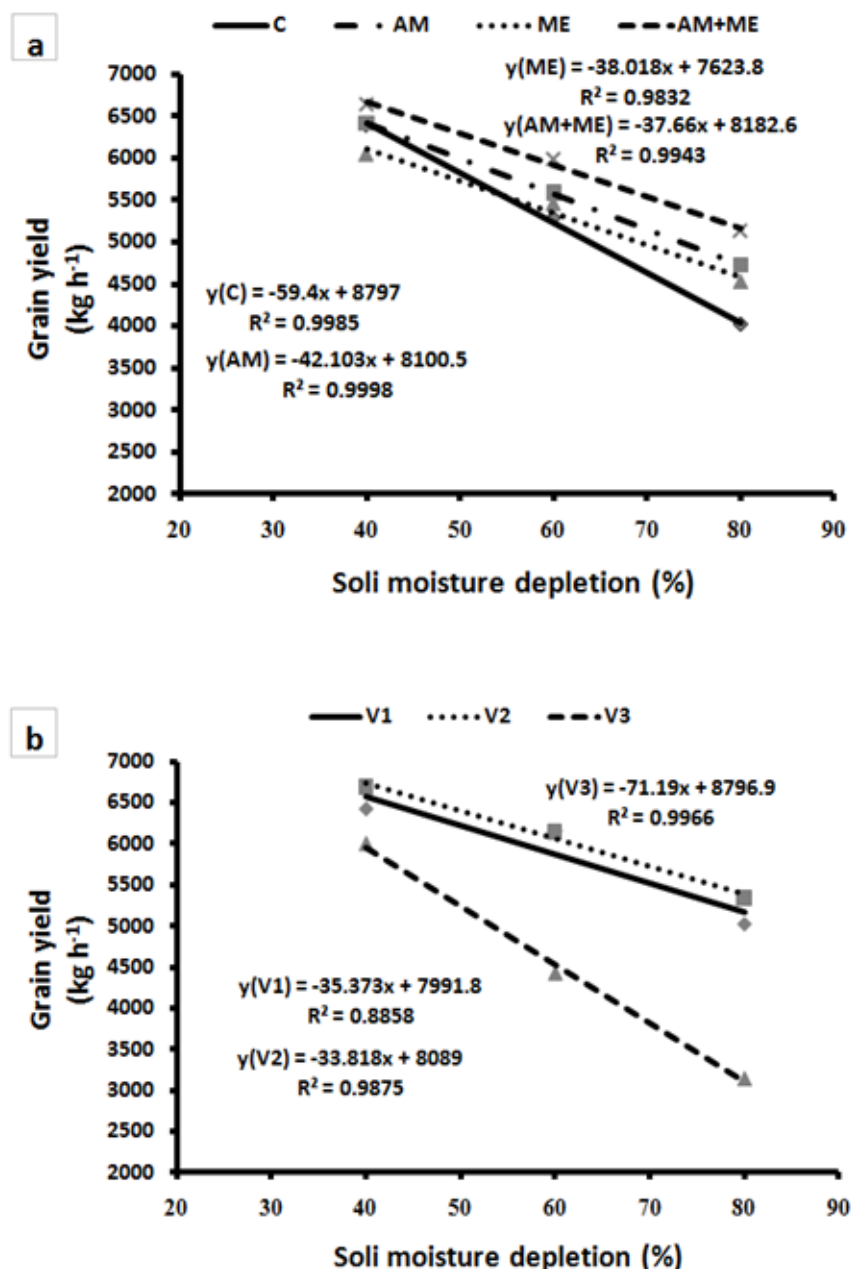 a
C AM ME AM+ME
7000
6500
6000
5500
5000
4500
4000
3500
3000
2500
2000
Grain yield
(kg h⁻¹)
y(ME) = -38.018x + 7623.8
R² = 0.9832
y(AM+ME) = -37.66x + 8182.6
R² = 0.9943
y(C) = -59.4x + 8797
R² = 0.9985
y(AM) = -42.103x + 8100.5
R² = 0.9998
20 30 40 50 60 70 80 90
Soli moisture depletion (%)
b
V1 V2 V3
7000
6500
6000
5500
5000
4500
4000
3500
3000
2500
2000
Grain yield
(kg h⁻¹)
y(V3) = -71.19x + 8796.9
R² = 0.9966
y(V1) = -35.373x + 7991.8
R² = 0.8858
y(V2) = -33.818x + 8089
R² = 0.9875
20 30 40 50 60 70 80 90
Soli moisture depletion (%)